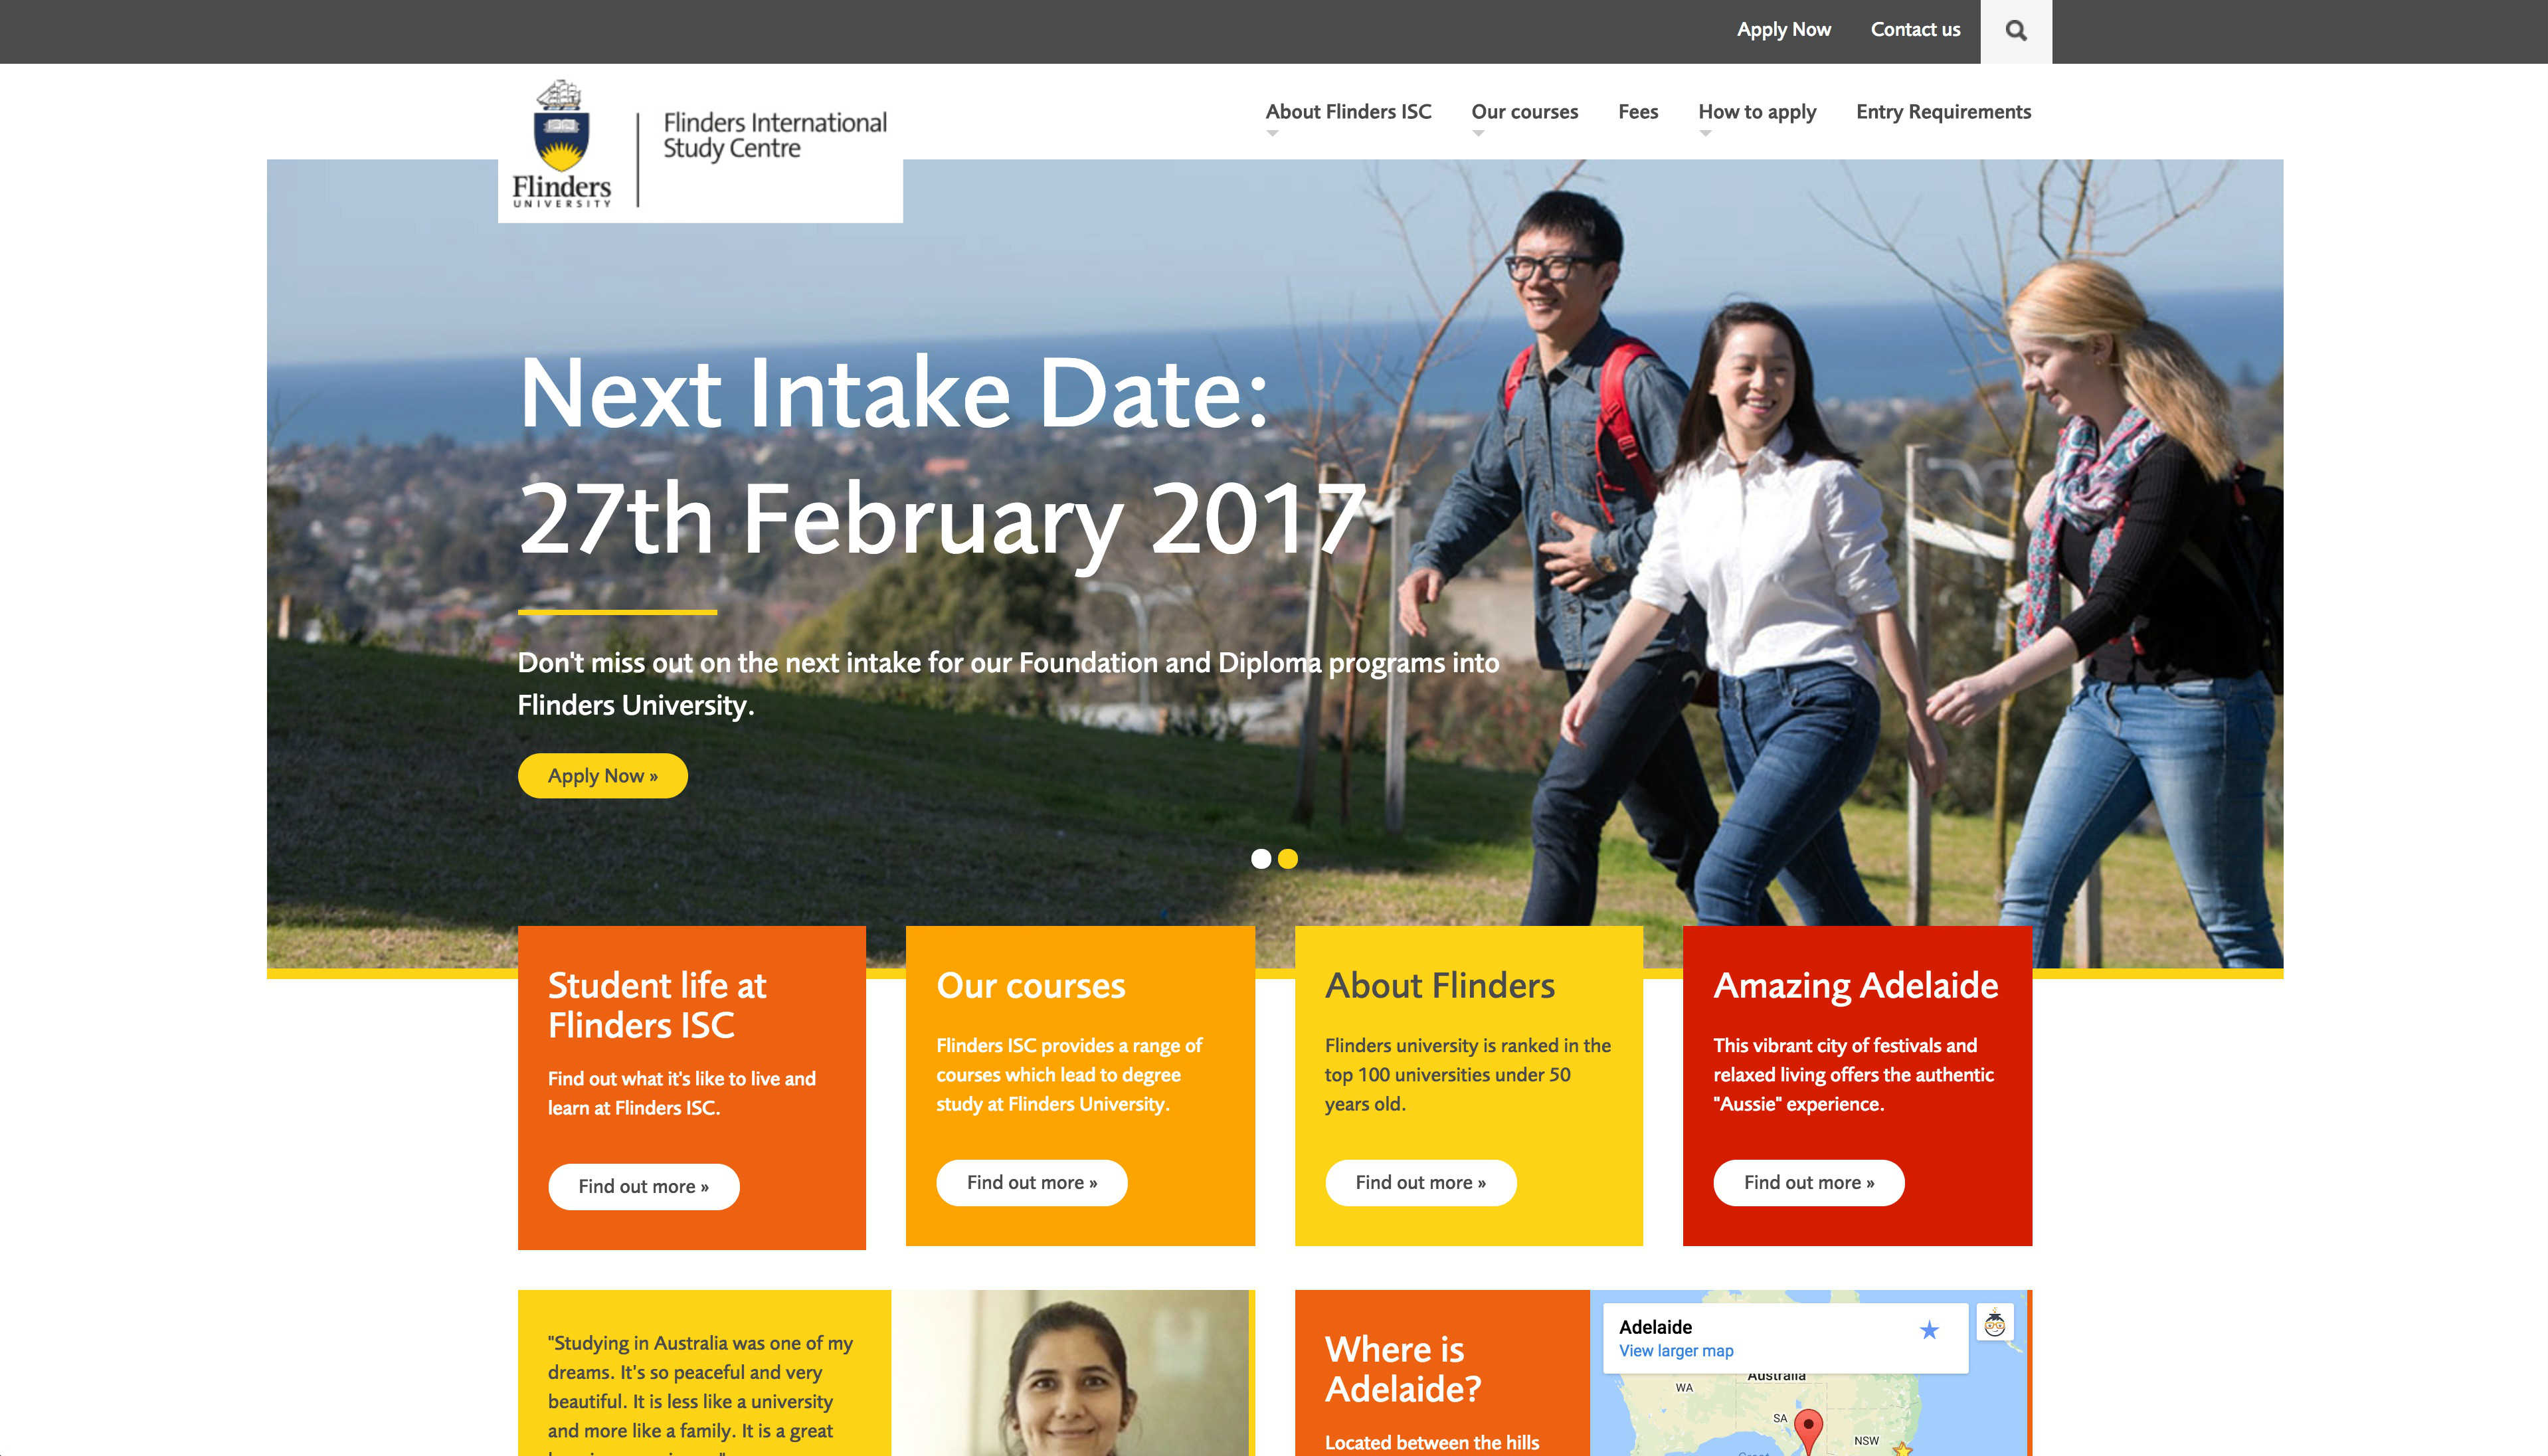 Apply Now
Contact us
Flinders
UNIVERSITY
Flinders International
Study Centre
About Flinders ISC
Our courses
Fees
How to apply
Entry Requirements
Next Intake Date:
27th February 2017
Don't miss out on the next intake for our Foundation and Diploma programs into
Flinders University.
Apply Now »
Student life at
Flinders ISC
Find out what it's like to live and
learn at Flinders ISC.
Find out more »
Our courses
Flinders ISC provides a range of
courses which lead to degree
study at Flinders University.
Find out more »
About Flinders
Flinders university is ranked in the
top 100 universities under 50
years old.
Find out more »
Amazing Adelaide
This vibrant city of festivals and
relaxed living offers the authentic
"Aussie" experience.
Find out more »
"Studying in Australia was one of my
dreams. It's so peaceful and very
beautiful. It is less like a university
and more like a family. It is a great
Where is
Adelaide?
Located between the hills
Adelaide
View larger map
Australia
WA
SA
NSW